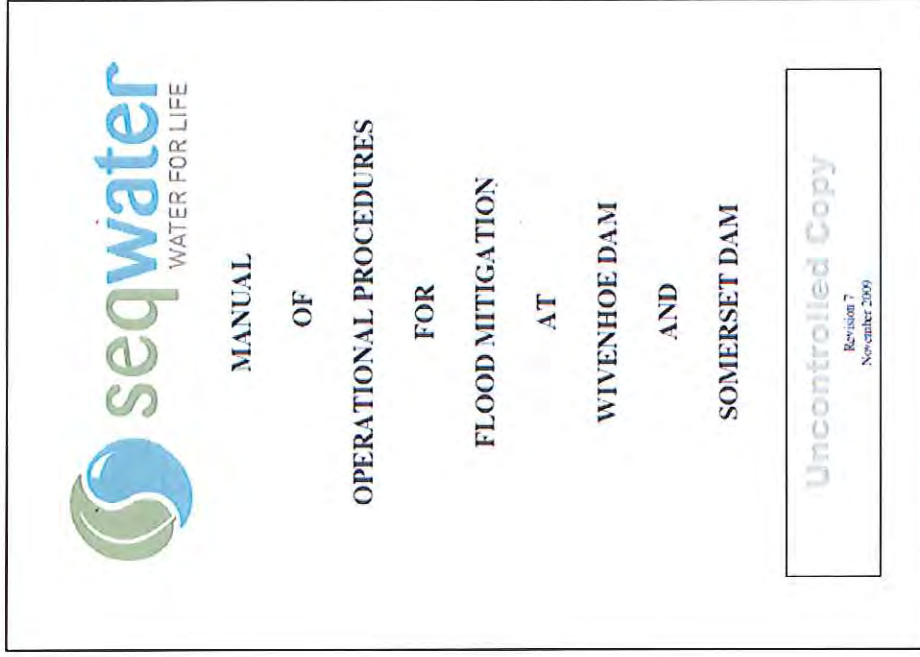 seqwater
WATER FOR LIFE
MANUAL
OF
OPERATIONAL PROCEDURES
FOR
FLOOD MITIGATION
AT
WIVENHOE DAM
AND
SOMERSET DAM
Uncontrolled Copy
Revision 7
November 2009